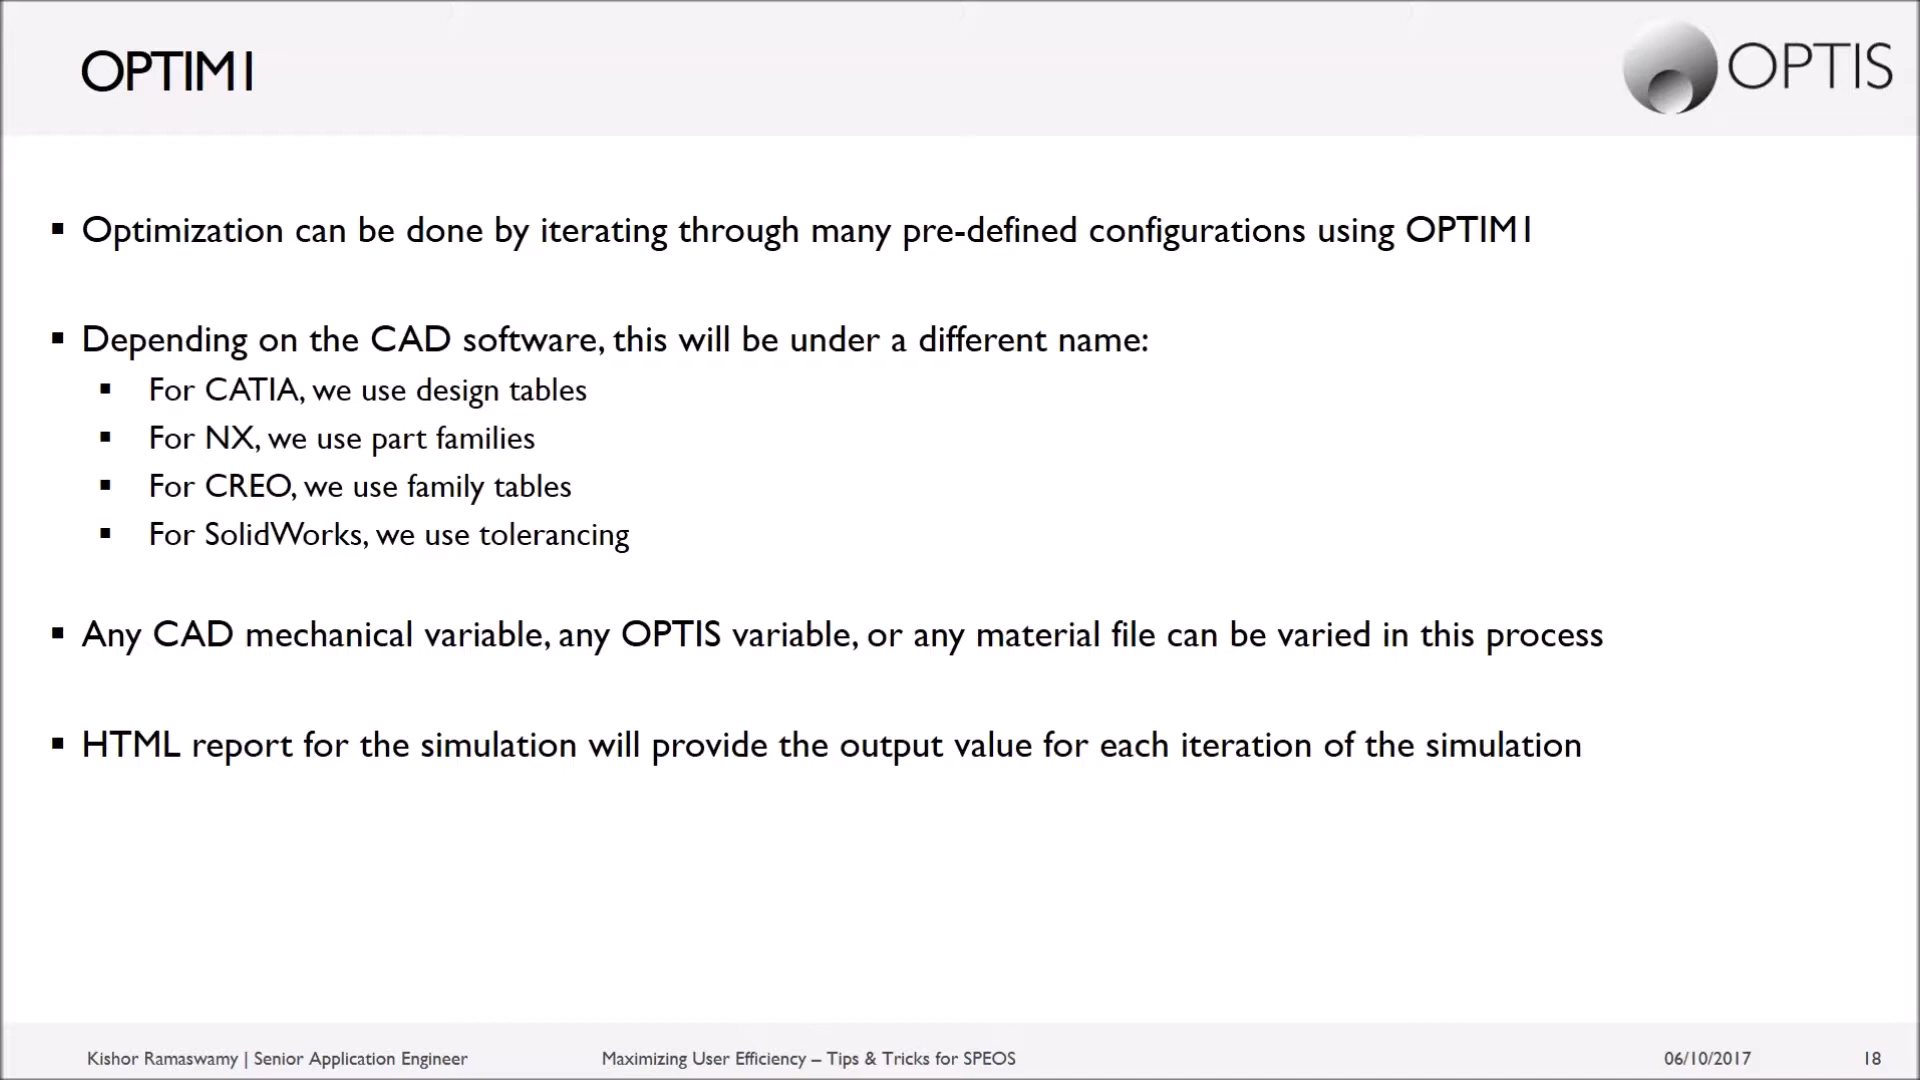 OPTIM1
OPTIS
▪ Optimization can be done by iterating through many pre-defined configurations using OPTIM1
▪ Depending on the CAD software, this will be under a different name:
▪ For CATIA, we use design tables
▪ For NX, we use part families
▪ For CREO, we use family tables
▪ For SolidWorks, we use tolerancing
▪ Any CAD mechanical variable, any OPTIS variable, or any material file can be varied in this process
▪ HTML report for the simulation will provide the output value for each iteration of the simulation
Kishor Ramaswamy | Senior Application Engineer Maximizing User Efficiency – Tips & Tricks for SPEOS 06/10/2017 18